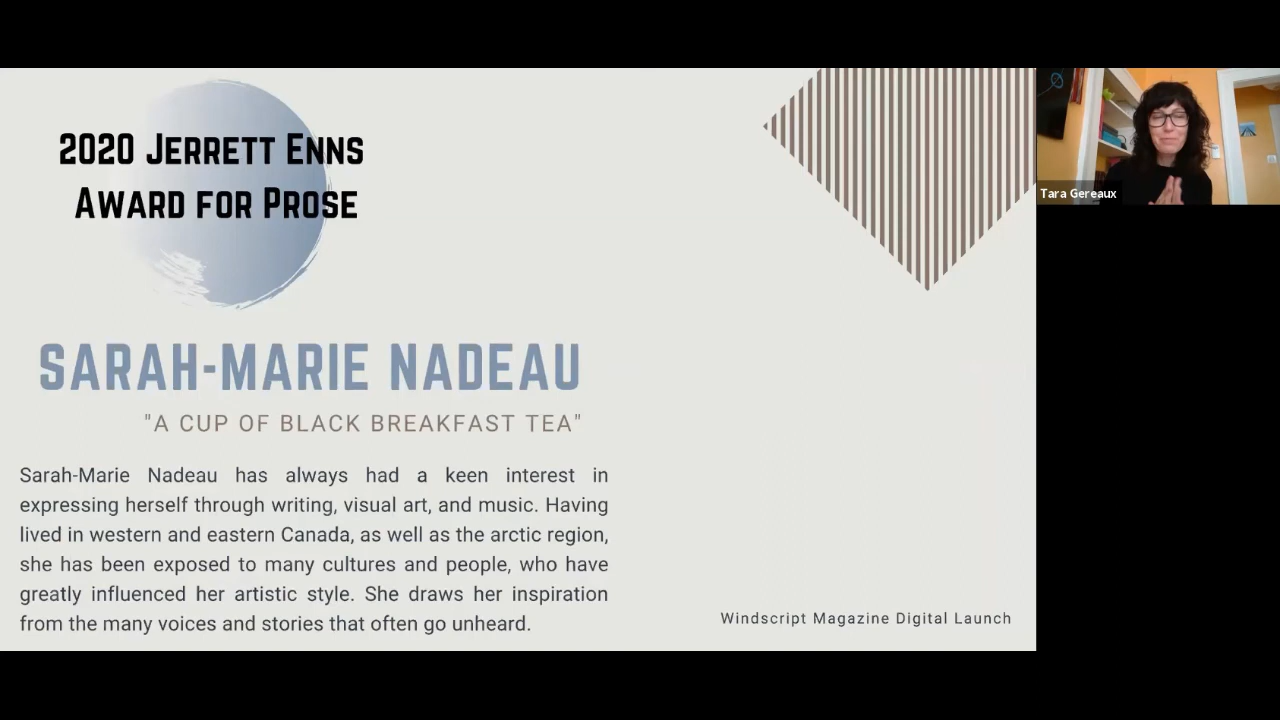 2020 Jerrett Enns
Award for Prose
SARAH-MARIE NADEAU
"A CUP OF BLACK BREAKFAST TEA"
Sarah-Marie Nadeau has always had a keen interest in
expressing herself through writing, visual art, and music. Having
lived in western and eastern Canada, as well as the arctic region,
she has been exposed to many cultures and people, who have
greatly influenced her artistic style. She draws her inspiration
from the many voices and stories that often go unheard.
Windscript Magazine Digital Launch
Tara Gereaux